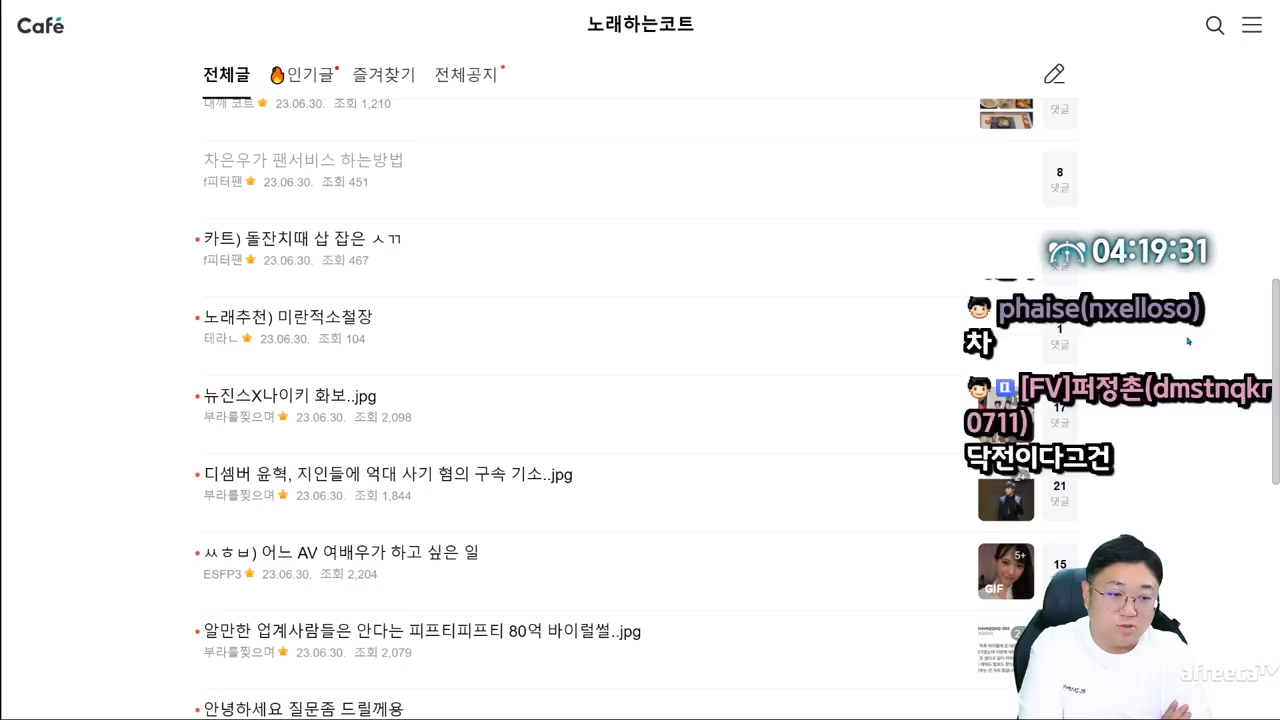 Café
노래하는코트
전체글 인기글 즐겨찾기 전체공지
대깨 코트 23.06.30. 조회 1,210
댓글
차은우가 팬서비스 하는방법
f피터팬 23.06.30. 조회 451
8
댓글
카트) 돌잔치때 삽 잡은 ㅅㄲ
f피터팬 23.06.30. 조회 467
댓글
04:19:31
노래추천) 미란적소철장
테라ㄴ 23.06.30. 조회 104
1
댓글
phaise(nxelloso)
차
뉴진스X나이키 화보..jpg
부라를찢으며 23.06.30. 조회 2,098
17
댓글
[FV]퍼정촌(dmstnqkr
0711)
닥전이다그건
디셈버 윤혁, 지인들에 억대 사기 혐의 구속 기소..jpg
부라를찢으며 23.06.30. 조회 1,844
21
댓글
ㅆㅎㅂ) 어느 AV 여배우가 하고 싶은 일
ESFP3 23.06.30. 조회 2,204
5+
GIF
15
알만한 업계사람들은 안다는 피프티피프티 80억 바이럴썰..jpg
부라를찢으며 23.06.30. 조회 2,079
afreecaTV
안녕하세요 질문좀 드릴께용